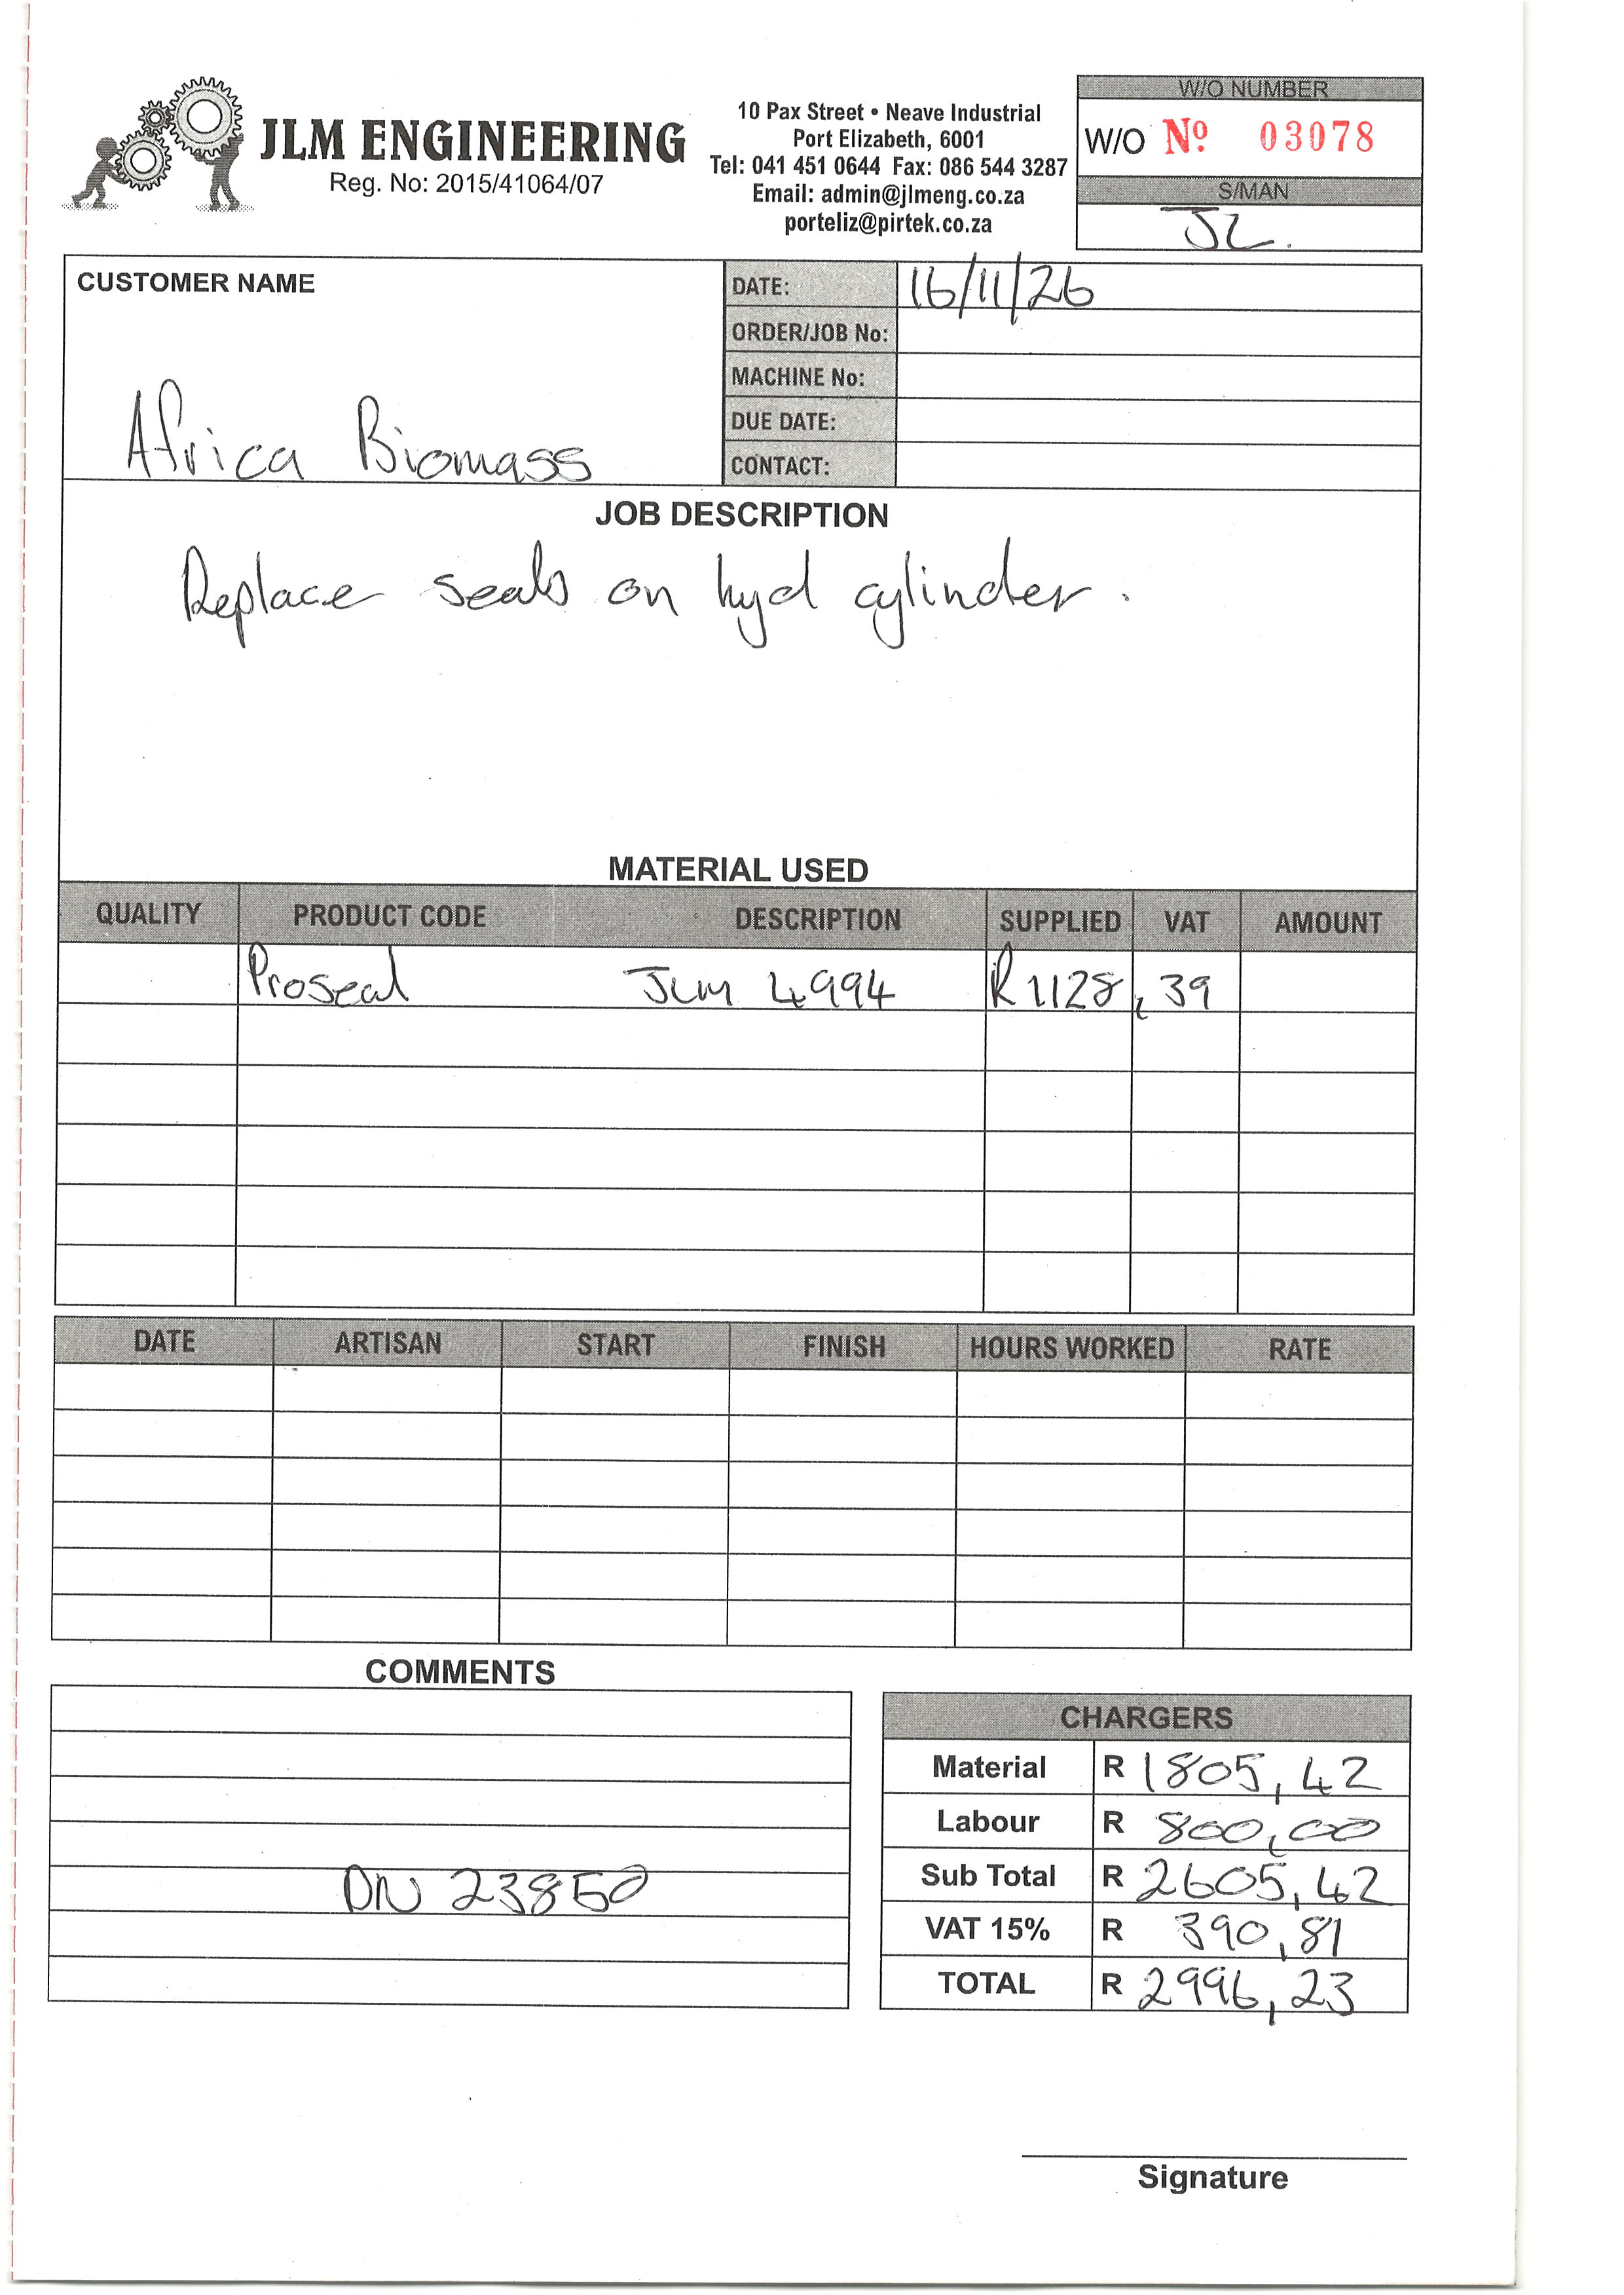 JLM ENGINEERING
Reg. No: 2015/41064/07
10 Pax Street • Neave Industrial
Port Elizabeth, 6001
Tel: 041 451 0644 Fax: 086 544 3287
Email: admin@jlmeng.co.za
porteliz@pirtek.co.za
W/O NUMBER
W/O Nº 03078
S/MAN
JL.
CUSTOMER NAME
Africa Biomass
DATE: 16/11/26
ORDER/JOB No:
MACHINE No:
DUE DATE:
CONTACT:
JOB DESCRIPTION
Replace seals on hyd cylinder.
MATERIAL USED
QUALITY PRODUCT CODE DESCRIPTION SUPPLIED VAT AMOUNT
Proseal JLM 4994 R1128,39
DATE ARTISAN START FINISH HOURS WORKED RATE
COMMENTS
DN 23850
CHARGERS
Material R 1805,42
Labour R 800,00
Sub Total R 2605,42
VAT 15% R 390,81
TOTAL R 2996,23
Signature